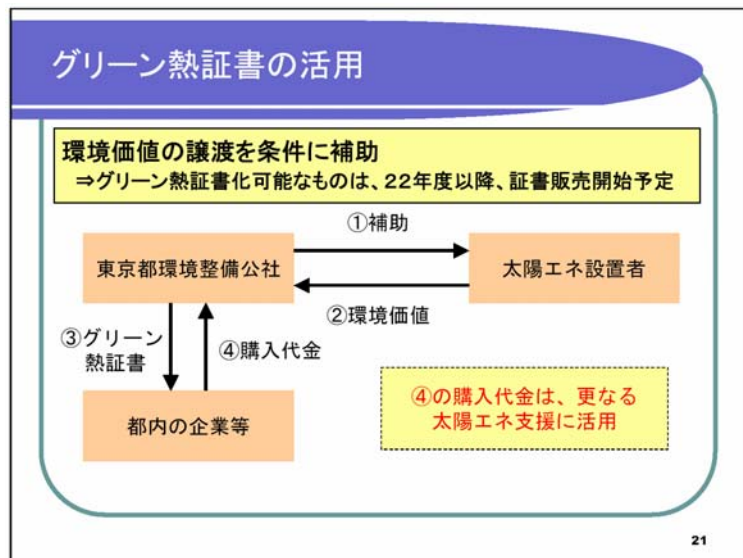 グリーン熱証書の活用
環境価値の譲渡を条件に補助
⇒グリーン熱証書化可能なものは、22年度以降、証書販売開始予定
①補助
東京都環境整備公社
太陽エネ設置者
②環境価値
③グリーン
熱証書
④購入代金
都内の企業等
④の購入代金は、更なる
太陽エネ支援に活用
21